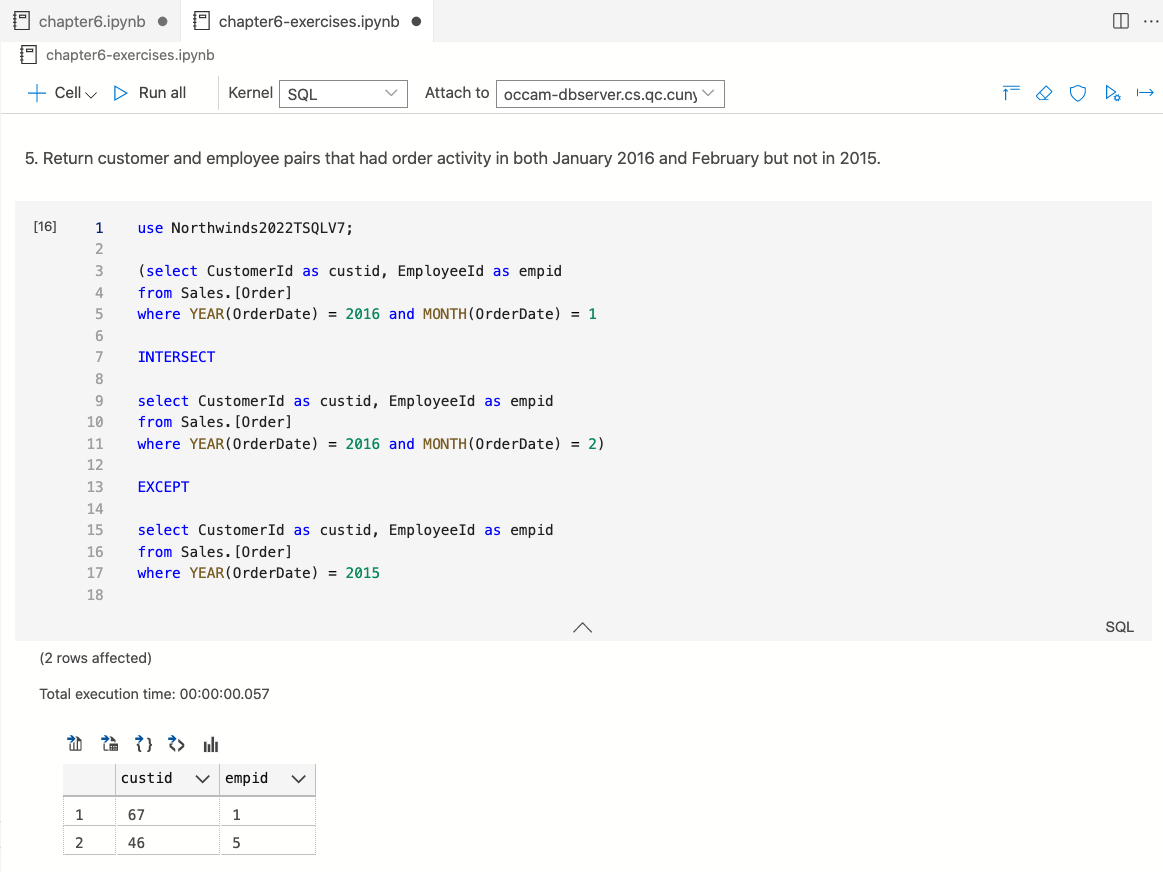 chapter6.ipynb ● chapter6-exercises.ipynb ●
chapter6-exercises.ipynb
Cell Run all Kernel SQL Attach to occam-dbserver.cs.qc.cuny
5. Return customer and employee pairs that had order activity in both January 2016 and February but not in 2015.
[16] 1 use Northwinds2022TSQLV7;
2
3 (select CustomerId as custid, EmployeeId as empid
4 from Sales.[Order]
5 where YEAR(OrderDate) = 2016 and MONTH(OrderDate) = 1
6
7 INTERSECT
8
9 select CustomerId as custid, EmployeeId as empid
10 from Sales.[Order]
11 where YEAR(OrderDate) = 2016 and MONTH(OrderDate) = 2)
12
13 EXCEPT
14
15 select CustomerId as custid, EmployeeId as empid
16 from Sales.[Order]
17 where YEAR(OrderDate) = 2015
18
SQL
(2 rows affected)
Total execution time: 00:00:00.057
custid empid
1 67 1
2 46 5